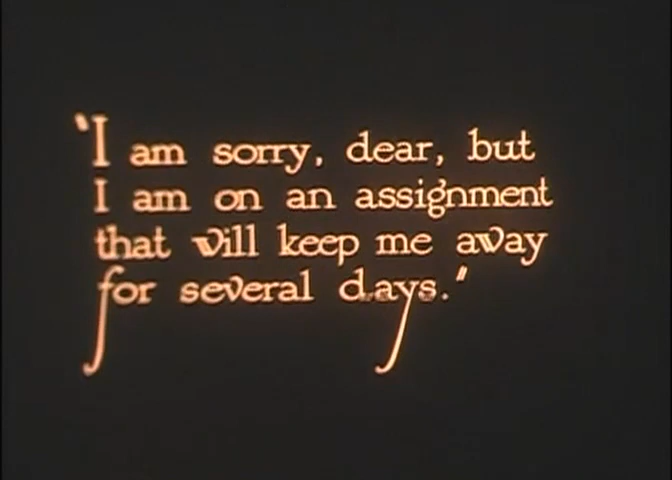 "I am sorry, dear, but
I am on an assignment
that will keep me away
for several days."